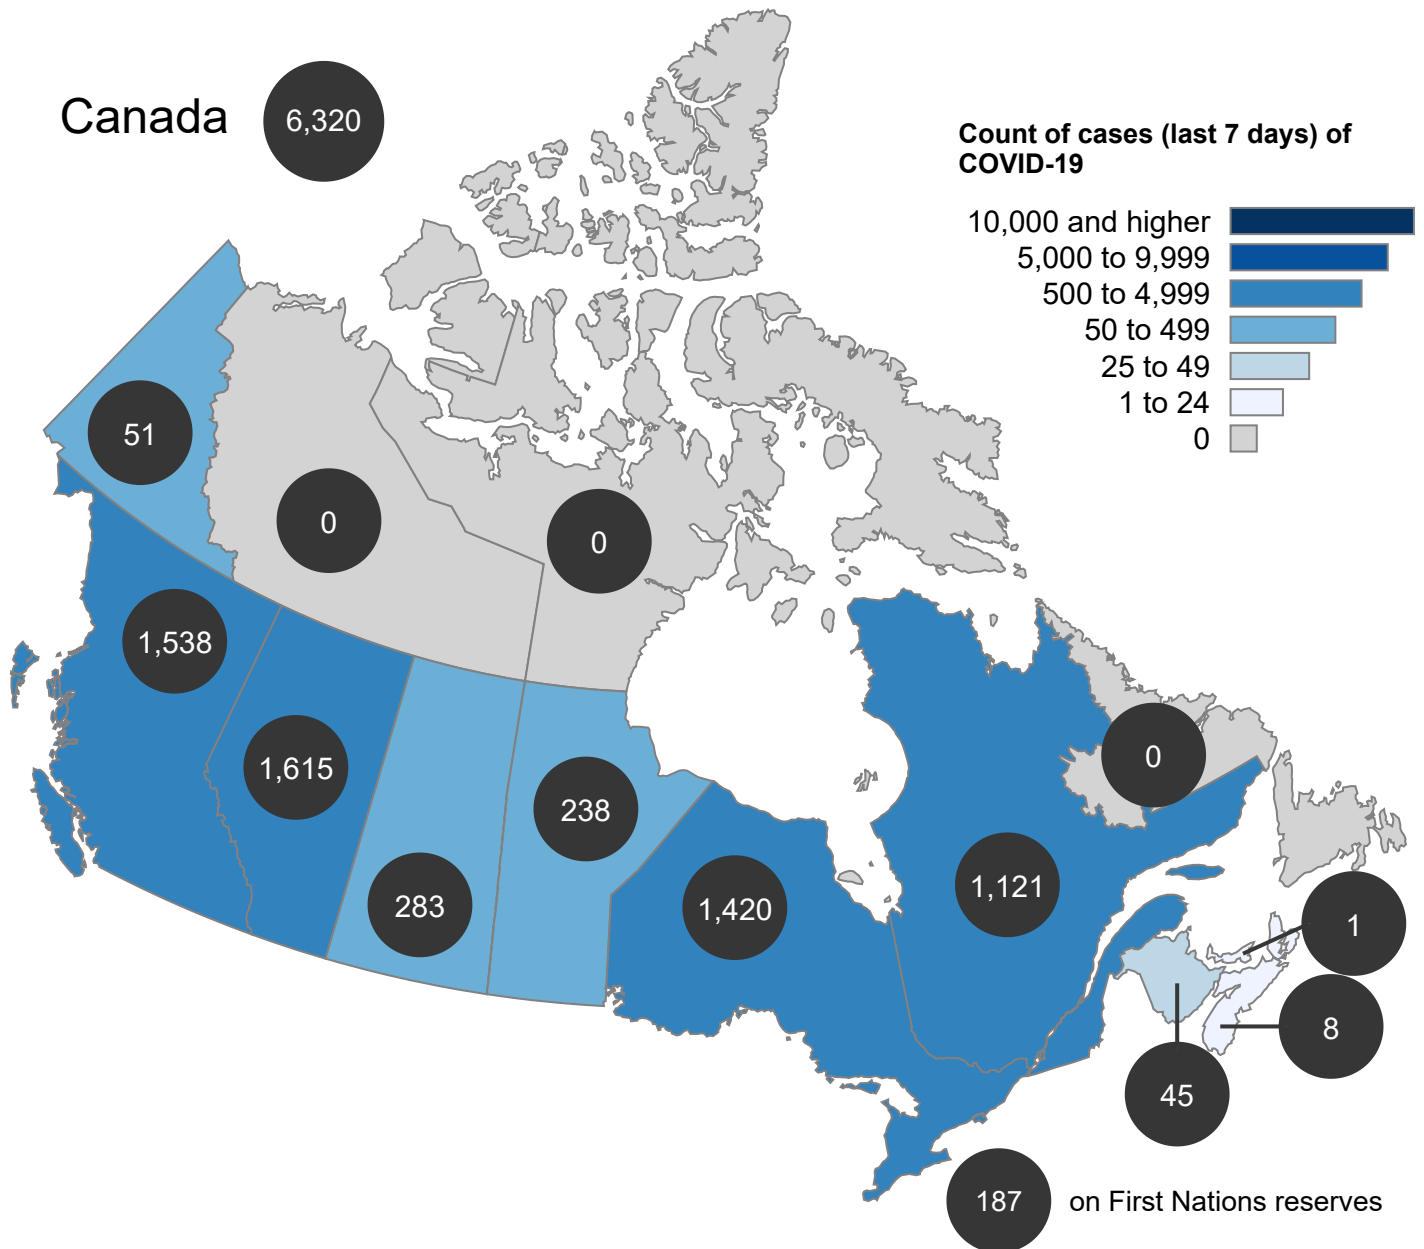 Canada
6,320
Count of cases (last 7 days) of
COVID-19
10,000 and higher
5,000 to 9,999
500 to 4,999
50 to 499
25 to 49
1 to 24
0
51
0
0
1,538
1,615
238
283
1,420
1,121
0
1
8
45
187 on First Nations reserves